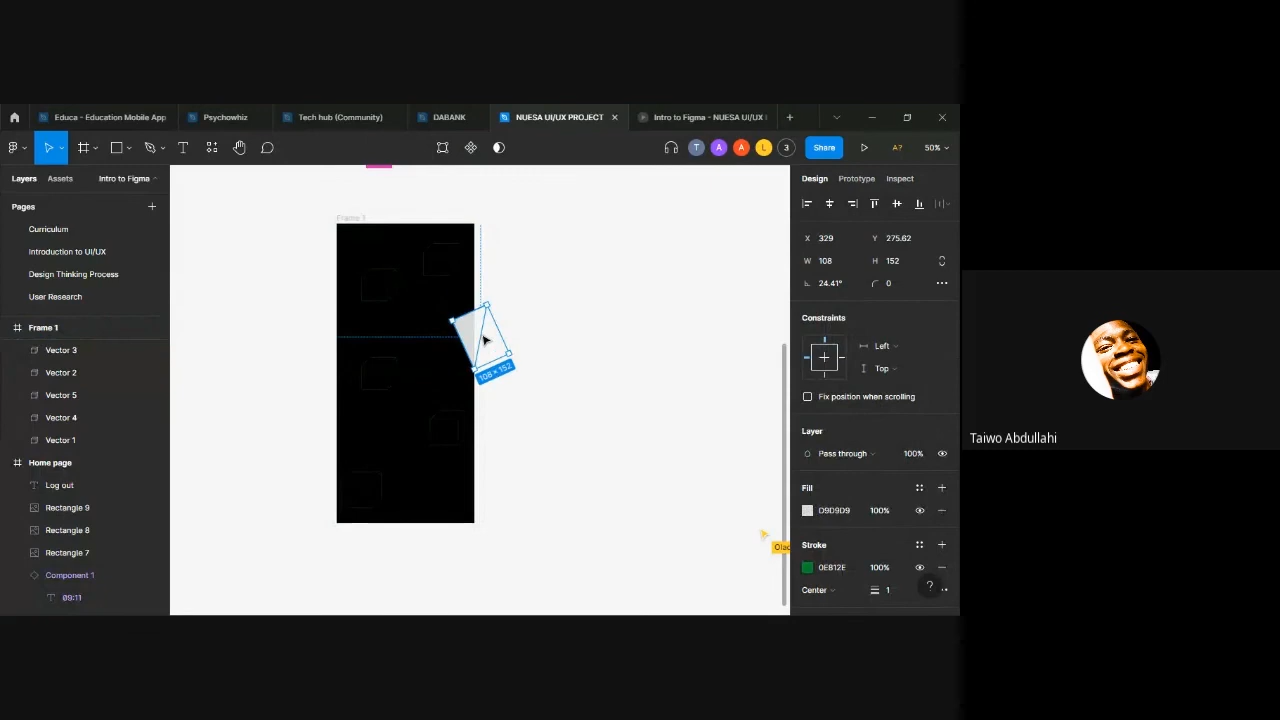 Educa - Education Mobile App
Psychowhiz
Tech hub (Community)
DABANK
NUESA UI/UX PROJECT
Intro to Figma - NUESA UI/UX
T
A
A
L
3
Share
A?
50%
Layers
Assets
Intro to Figma
Design
Prototype
Inspect
Pages
Curriculum
Introduction to UI/UX
Design Thinking Process
User Research
Frame 1
Vector 3
Vector 2
Vector 5
Vector 4
Vector 1
Home page
Log out
Rectangle 9
Rectangle 8
Rectangle 7
Component 1
09:11
Frame 1
108 × 152
X 329 Y 275.62
W 108 H 152
24.41° 0
Constraints
Left
Top
Fix position when scrolling
Layer
Pass through 100%
Fill
D9D9D9 100%
Stroke
0E812E 100%
Center 1
?
Taiwo Abdullahi